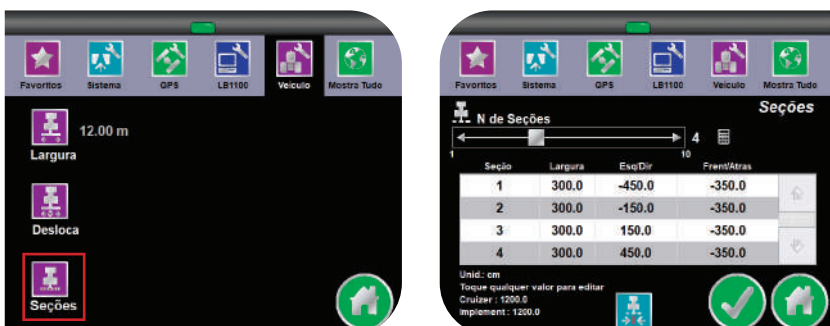 Favoritos Sistema GPS LB1100 Veiculo Mostra Tudo
12.00 m
Largura
Desloca
Seções
Favoritos Sistema GPS LB1100 Veiculo Mostra Tudo
Seções
N de Seções
4
1 10
Seção Largura Esq/Dir Frent/Atras
1 300.0 -450.0 -350.0
2 300.0 -150.0 -350.0
3 300.0 150.0 -350.0
4 300.0 450.0 -350.0
Unid.: cm
Toque qualquer valor para editar
Cruizer : 1200.0
Implement : 1200.0